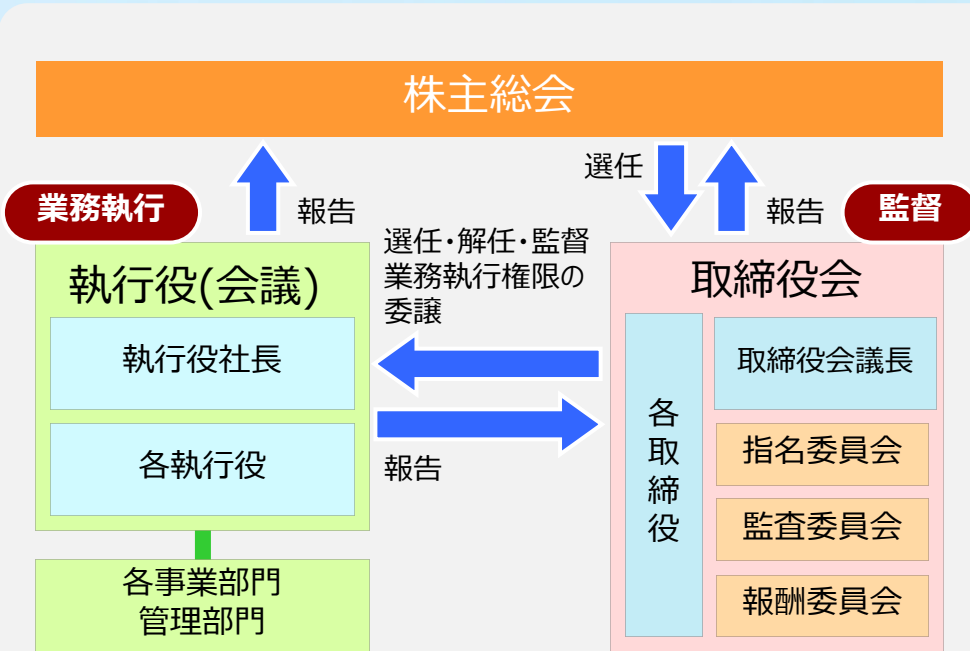 株主総会
選任
業務執行
報告
報告
監督
選任・解任・監督
業務執行権限の
委譲
執行役(会議)
執行役社長
各執行役
報告
取締役会
各取締役
取締役会議長
指名委員会
監査委員会
報酬委員会
各事業部門
管理部門